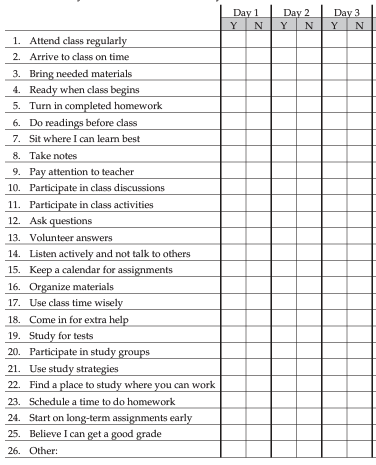 Day 1 Day 2 Day 3
Y N Y N Y N
1. Attend class regularly
2. Arrive to class on time
3. Bring needed materials
4. Ready when class begins
5. Turn in completed homework
6. Do readings before class
7. Sit where I can learn best
8. Take notes
9. Pay attention to teacher
10. Participate in class discussions
11. Participate in class activities
12. Ask questions
13. Volunteer answers
14. Listen actively and not talk to others
15. Keep a calendar for assignments
16. Organize materials
17. Use class time wisely
18. Come in for extra help
19. Study for tests
20. Participate in study groups
21. Use study strategies
22. Find a place to study where you can work
23. Schedule a time to do homework
24. Start on long-term assignments early
25. Believe I can get a good grade
26. Other: